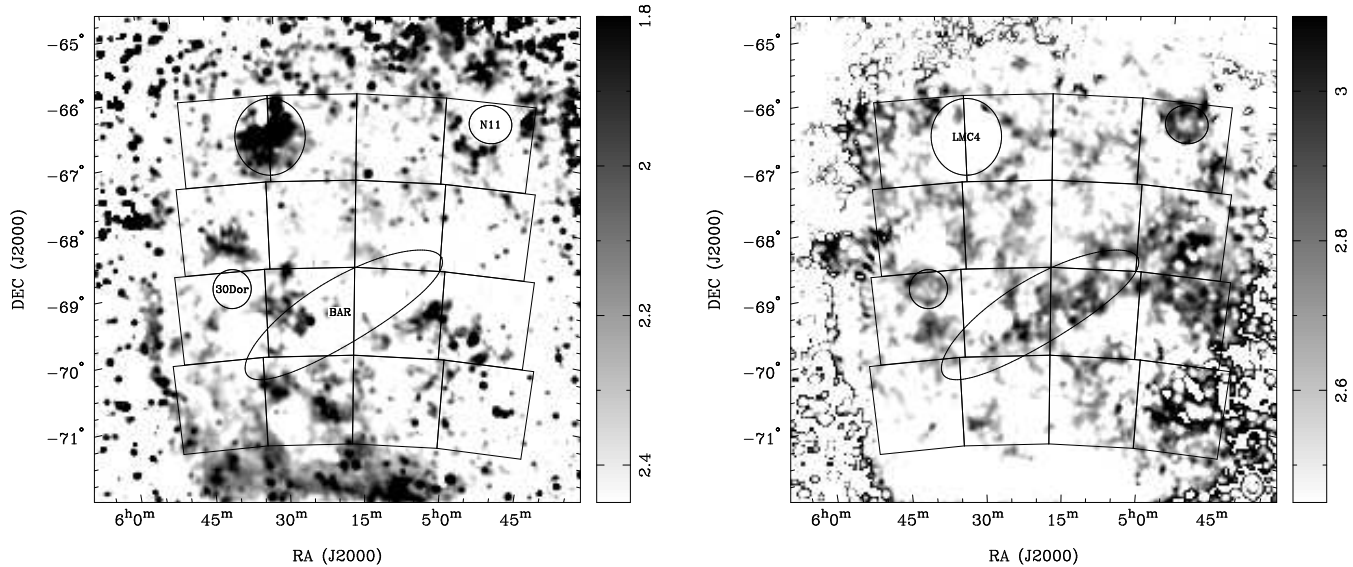 −65°
−66°
−67°
−68°
−69°
−70°
−71°
DEC (J2000)
N11
30Dor
BAR
6h0m 45m 30m 15m 5h0m 45m
RA (J2000)
1.8
2
2.2
2.4
−65°
−66°
−67°
−68°
−69°
−70°
−71°
DEC (J2000)
LMC4
6h0m 45m 30m 15m 5h0m 45m
RA (J2000)
3
2.8
2.6